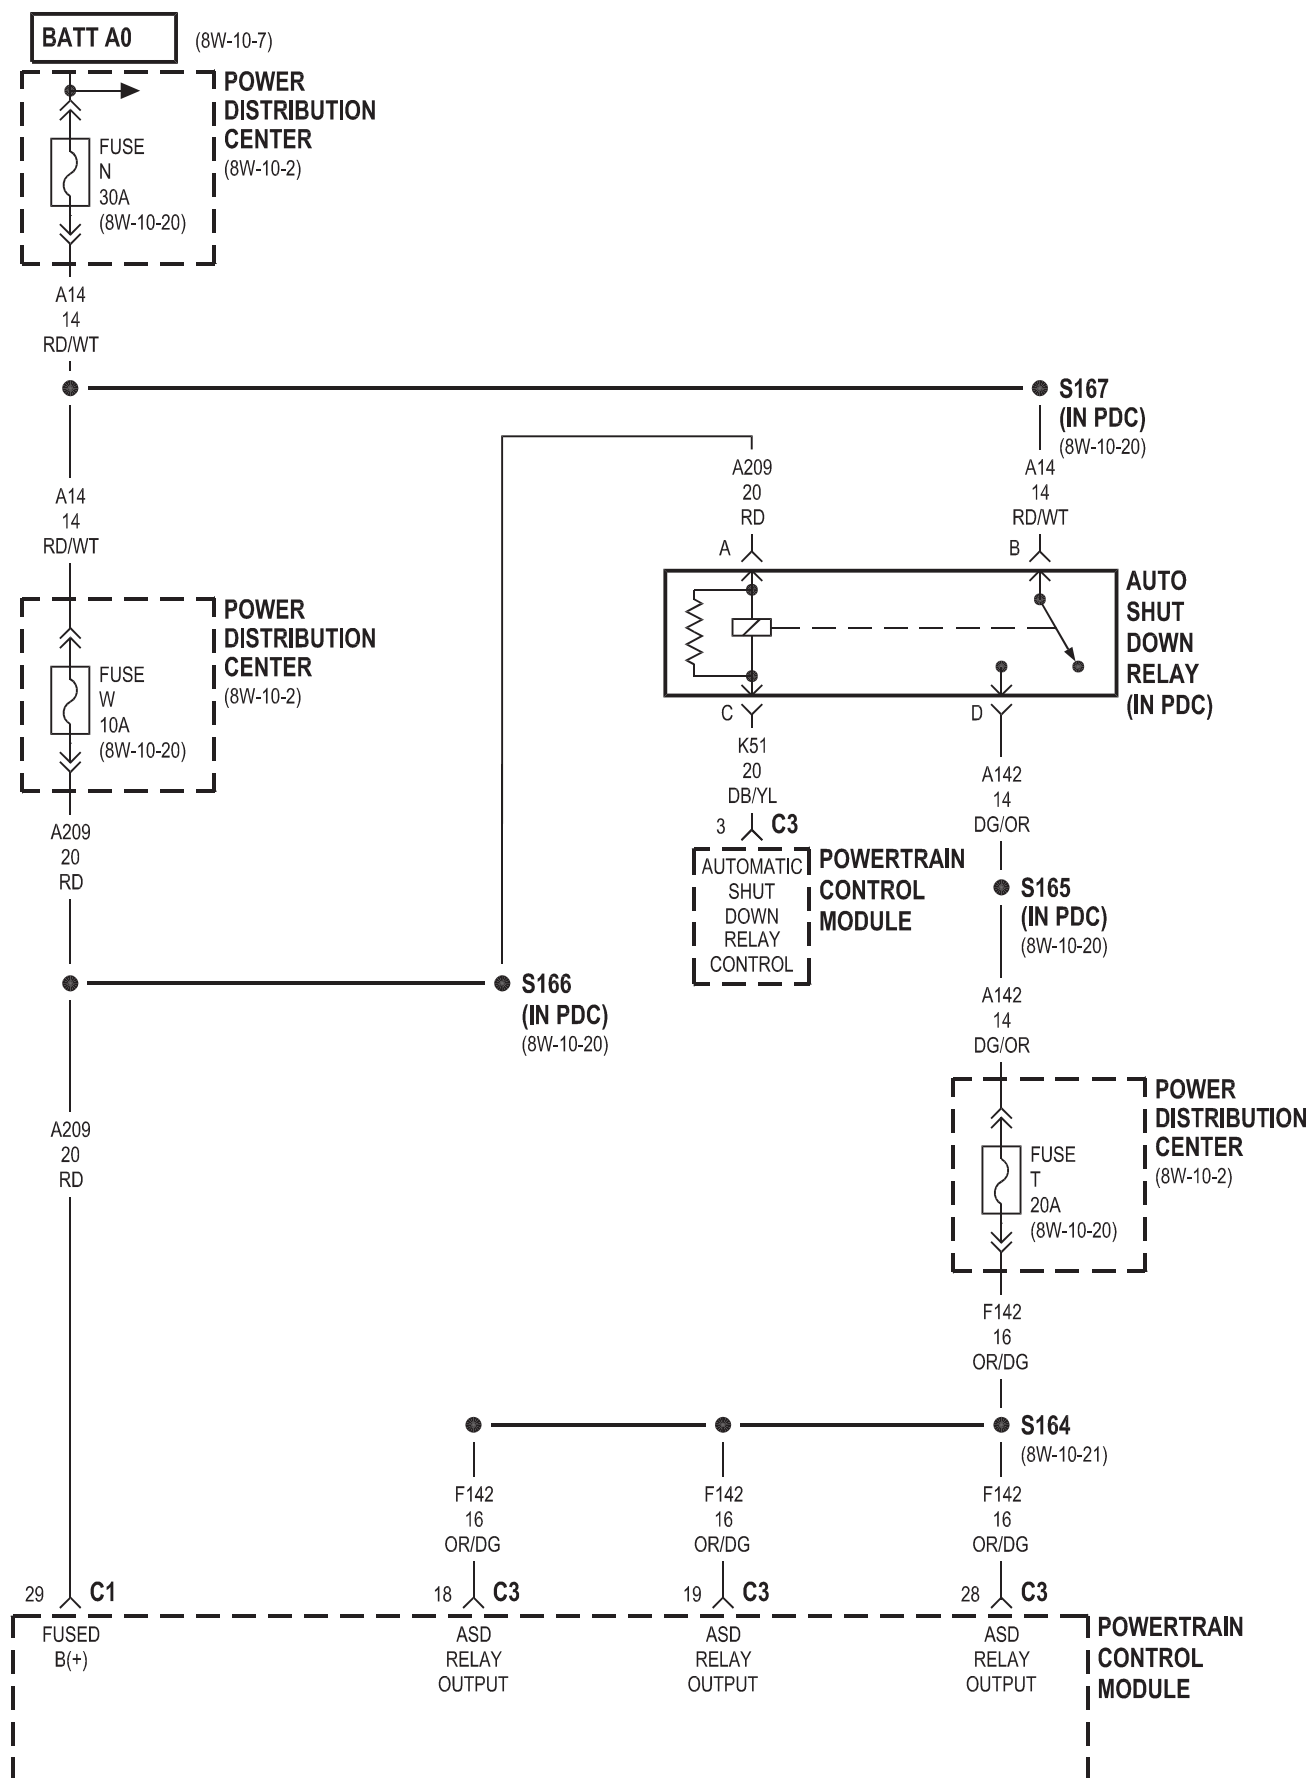 BATT A0
(8W-10-7)
POWER
DISTRIBUTION
CENTER
(8W-10-2)
FUSE
N
30A
(8W-10-20)
A14
14
RD/WT
S167
(IN PDC)
(8W-10-20)
A14
14
RD/WT
A209
20
RD
A14
14
RD/WT
A
B
AUTO
SHUT
DOWN
RELAY
(IN PDC)
POWER
DISTRIBUTION
CENTER
(8W-10-2)
FUSE
W
10A
(8W-10-20)
C
D
K51
20
DB/YL
3
C3
A142
14
DG/OR
A209
20
RD
AUTOMATIC
SHUT
DOWN
RELAY
CONTROL
POWERTRAIN
CONTROL
MODULE
S165
(IN PDC)
(8W-10-20)
S166
(IN PDC)
(8W-10-20)
A142
14
DG/OR
A209
20
RD
POWER
DISTRIBUTION
CENTER
(8W-10-2)
FUSE
T
20A
(8W-10-20)
F142
16
OR/DG
S164
(8W-10-21)
F142
16
OR/DG
F142
16
OR/DG
F142
16
OR/DG
29
C1
18
C3
19
C3
28
C3
FUSED
B(+)
ASD
RELAY
OUTPUT
ASD
RELAY
OUTPUT
ASD
RELAY
OUTPUT
POWERTRAIN
CONTROL
MODULE